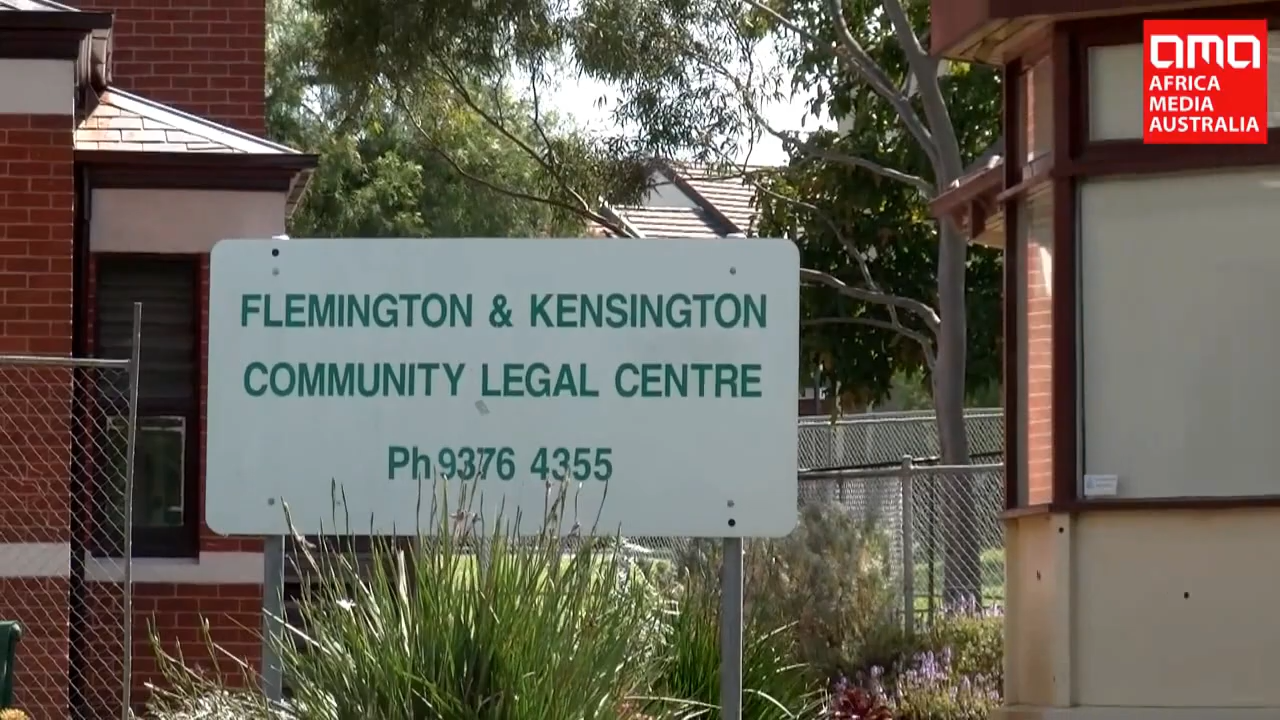 FLEMINGTON & KENSINGTON
COMMUNITY LEGAL CENTRE
Ph 9376 4355
ama
AFRICA
MEDIA
AUSTRALIA